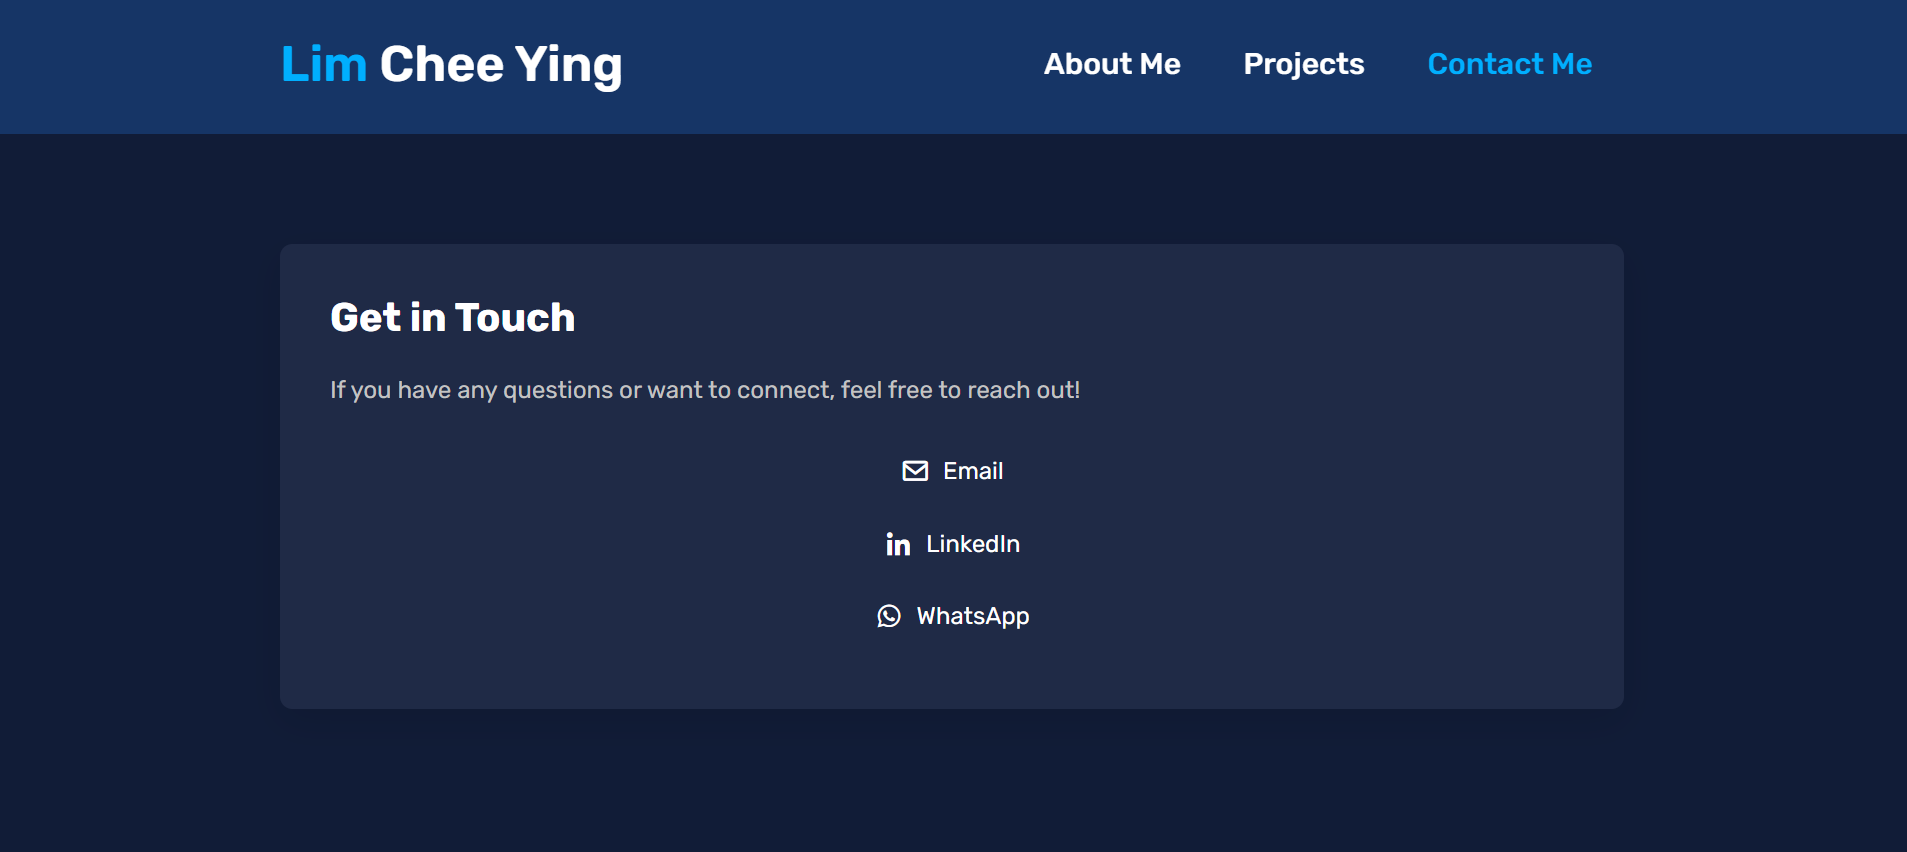 Lim Chee Ying
About Me Projects Contact Me
Get in Touch
If you have any questions or want to connect, feel free to reach out!
Email
LinkedIn
WhatsApp